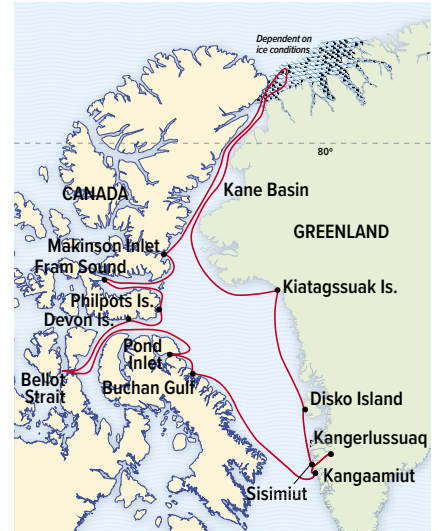 Dependent on
ice conditions
80º
CANADA
Kane Basin
GREENLAND
Makinson Inlet
Fram Sound
Kiatagssuak Is.
Philpots Is.
Devon Is.
Pond
Inlet
Bellot
Strait
Buchan Gulf
Disko Island
Kangerlussuaq
Kangaamiut
Sisimiut